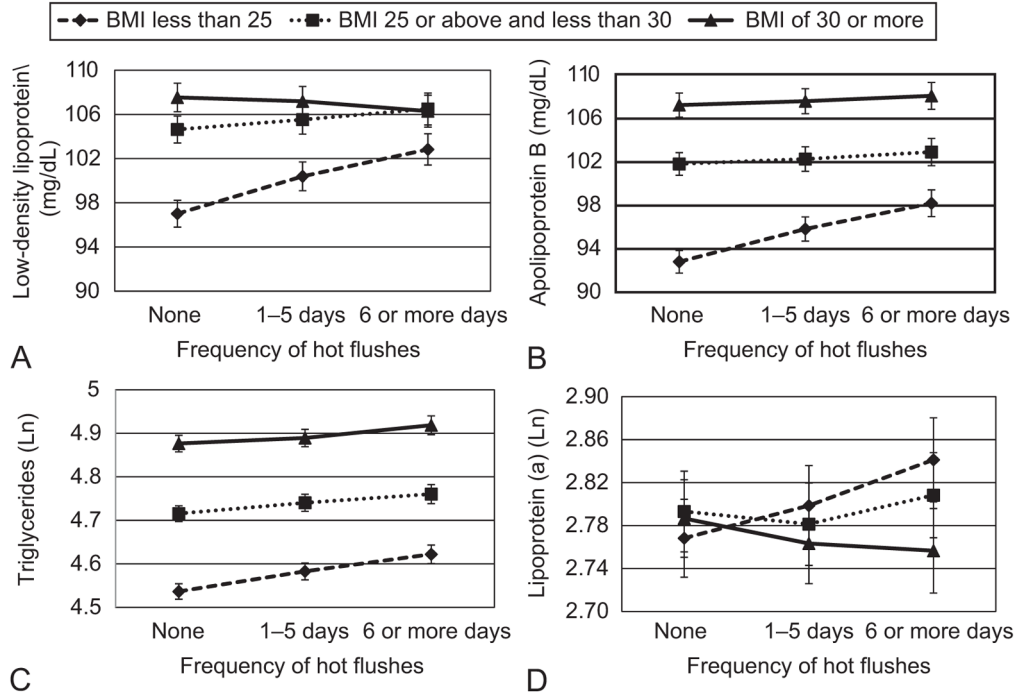 BMI less than 25 BMI 25 or above and less than 30 BMI of 30 or more
Low-density lipoprotein\
(mg/dL)
110
106
102
98
94
90
None 1–5 days 6 or more days
Frequency of hot flushes
A
Apolipoprotein B (mg/dL)
110
106
102
98
94
90
None 1–5 days 6 or more days
Frequency of hot flushes
B
Triglycerides (Ln)
5
4.9
4.8
4.7
4.6
4.5
None 1–5 days 6 or more days
Frequency of hot flushes
C
Lipoprotein (a) (Ln)
2.90
2.86
2.82
2.78
2.74
2.70
None 1–5 days 6 or more days
Frequency of hot flushes
D